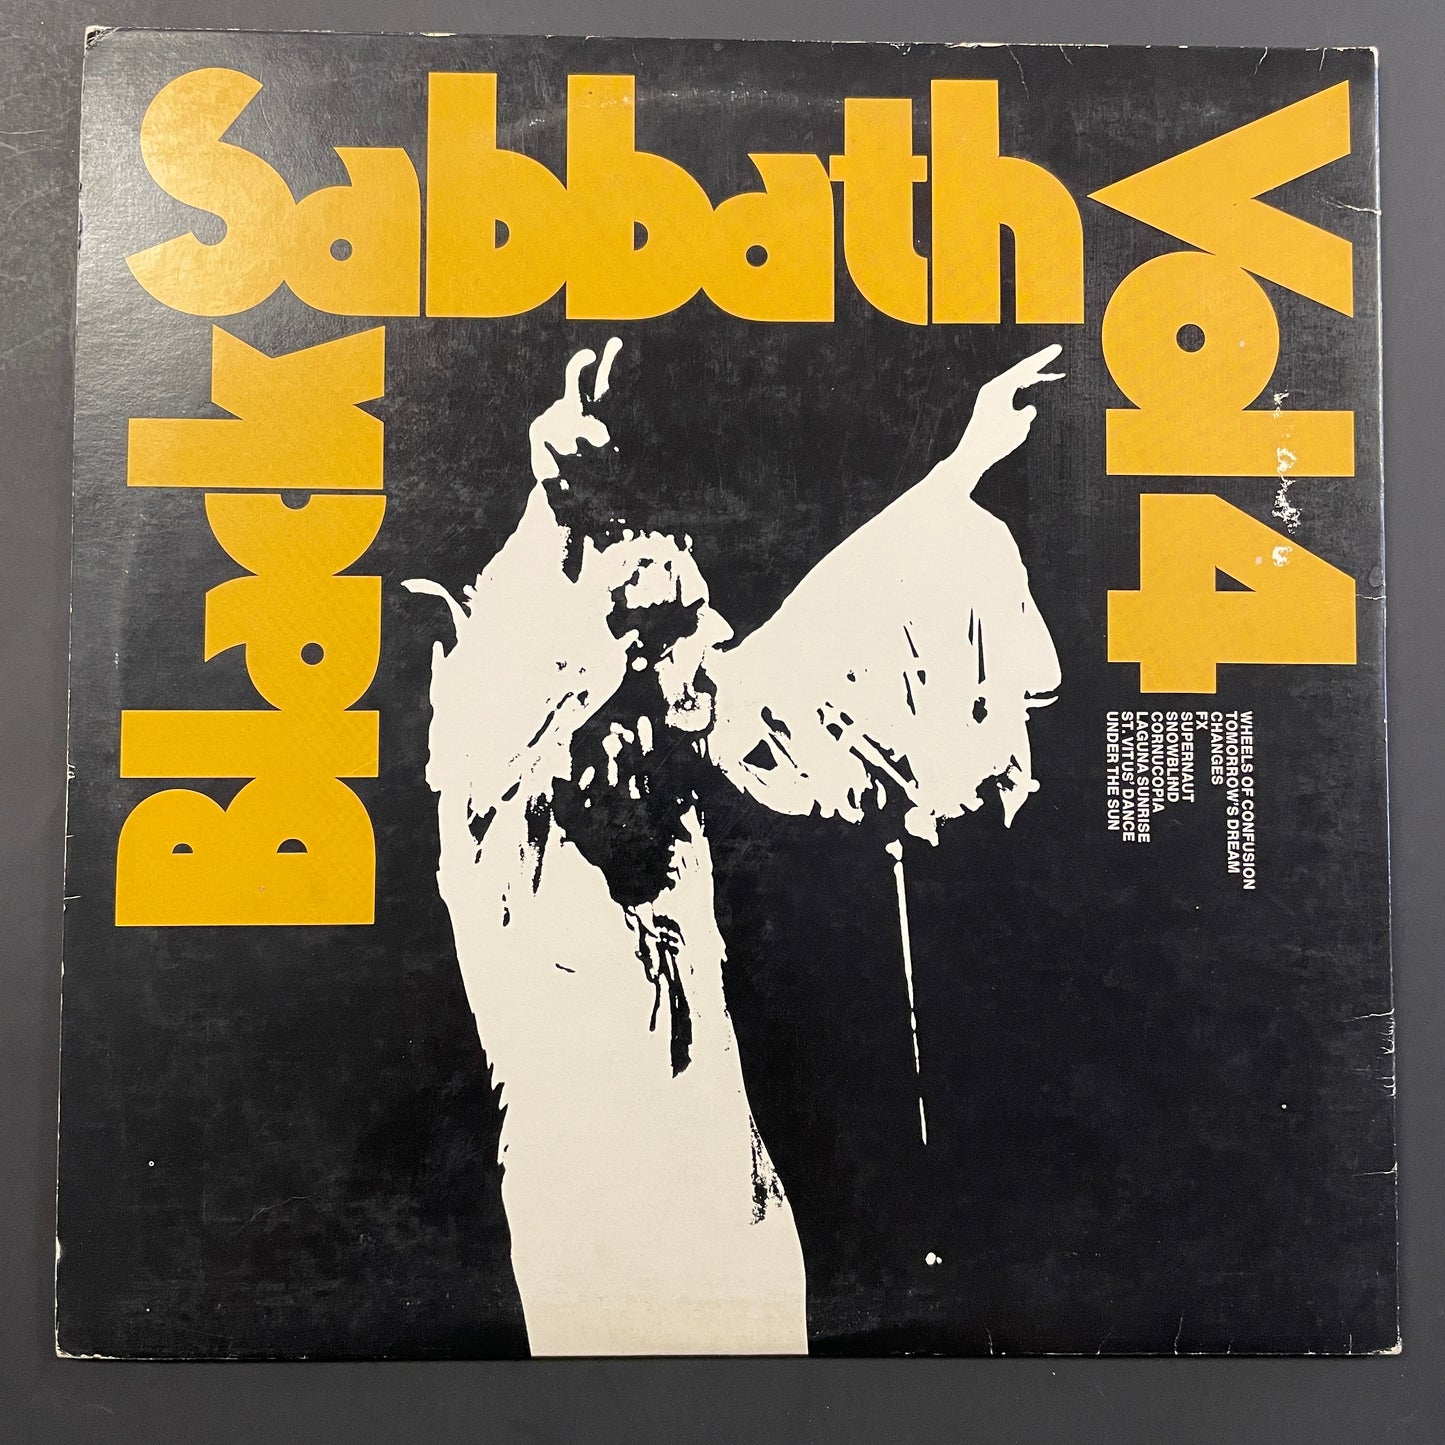 Black
Sabbath
Vol 4
WHEELS OF CONFUSION
TOMORROW'S DREAM
CHANGES
FX
SUPERNAUT
SNOWBLIND
CORNUCOPIA
LAGUNA SUNRISE
ST. VITUS' DANCE
UNDER THE SUN